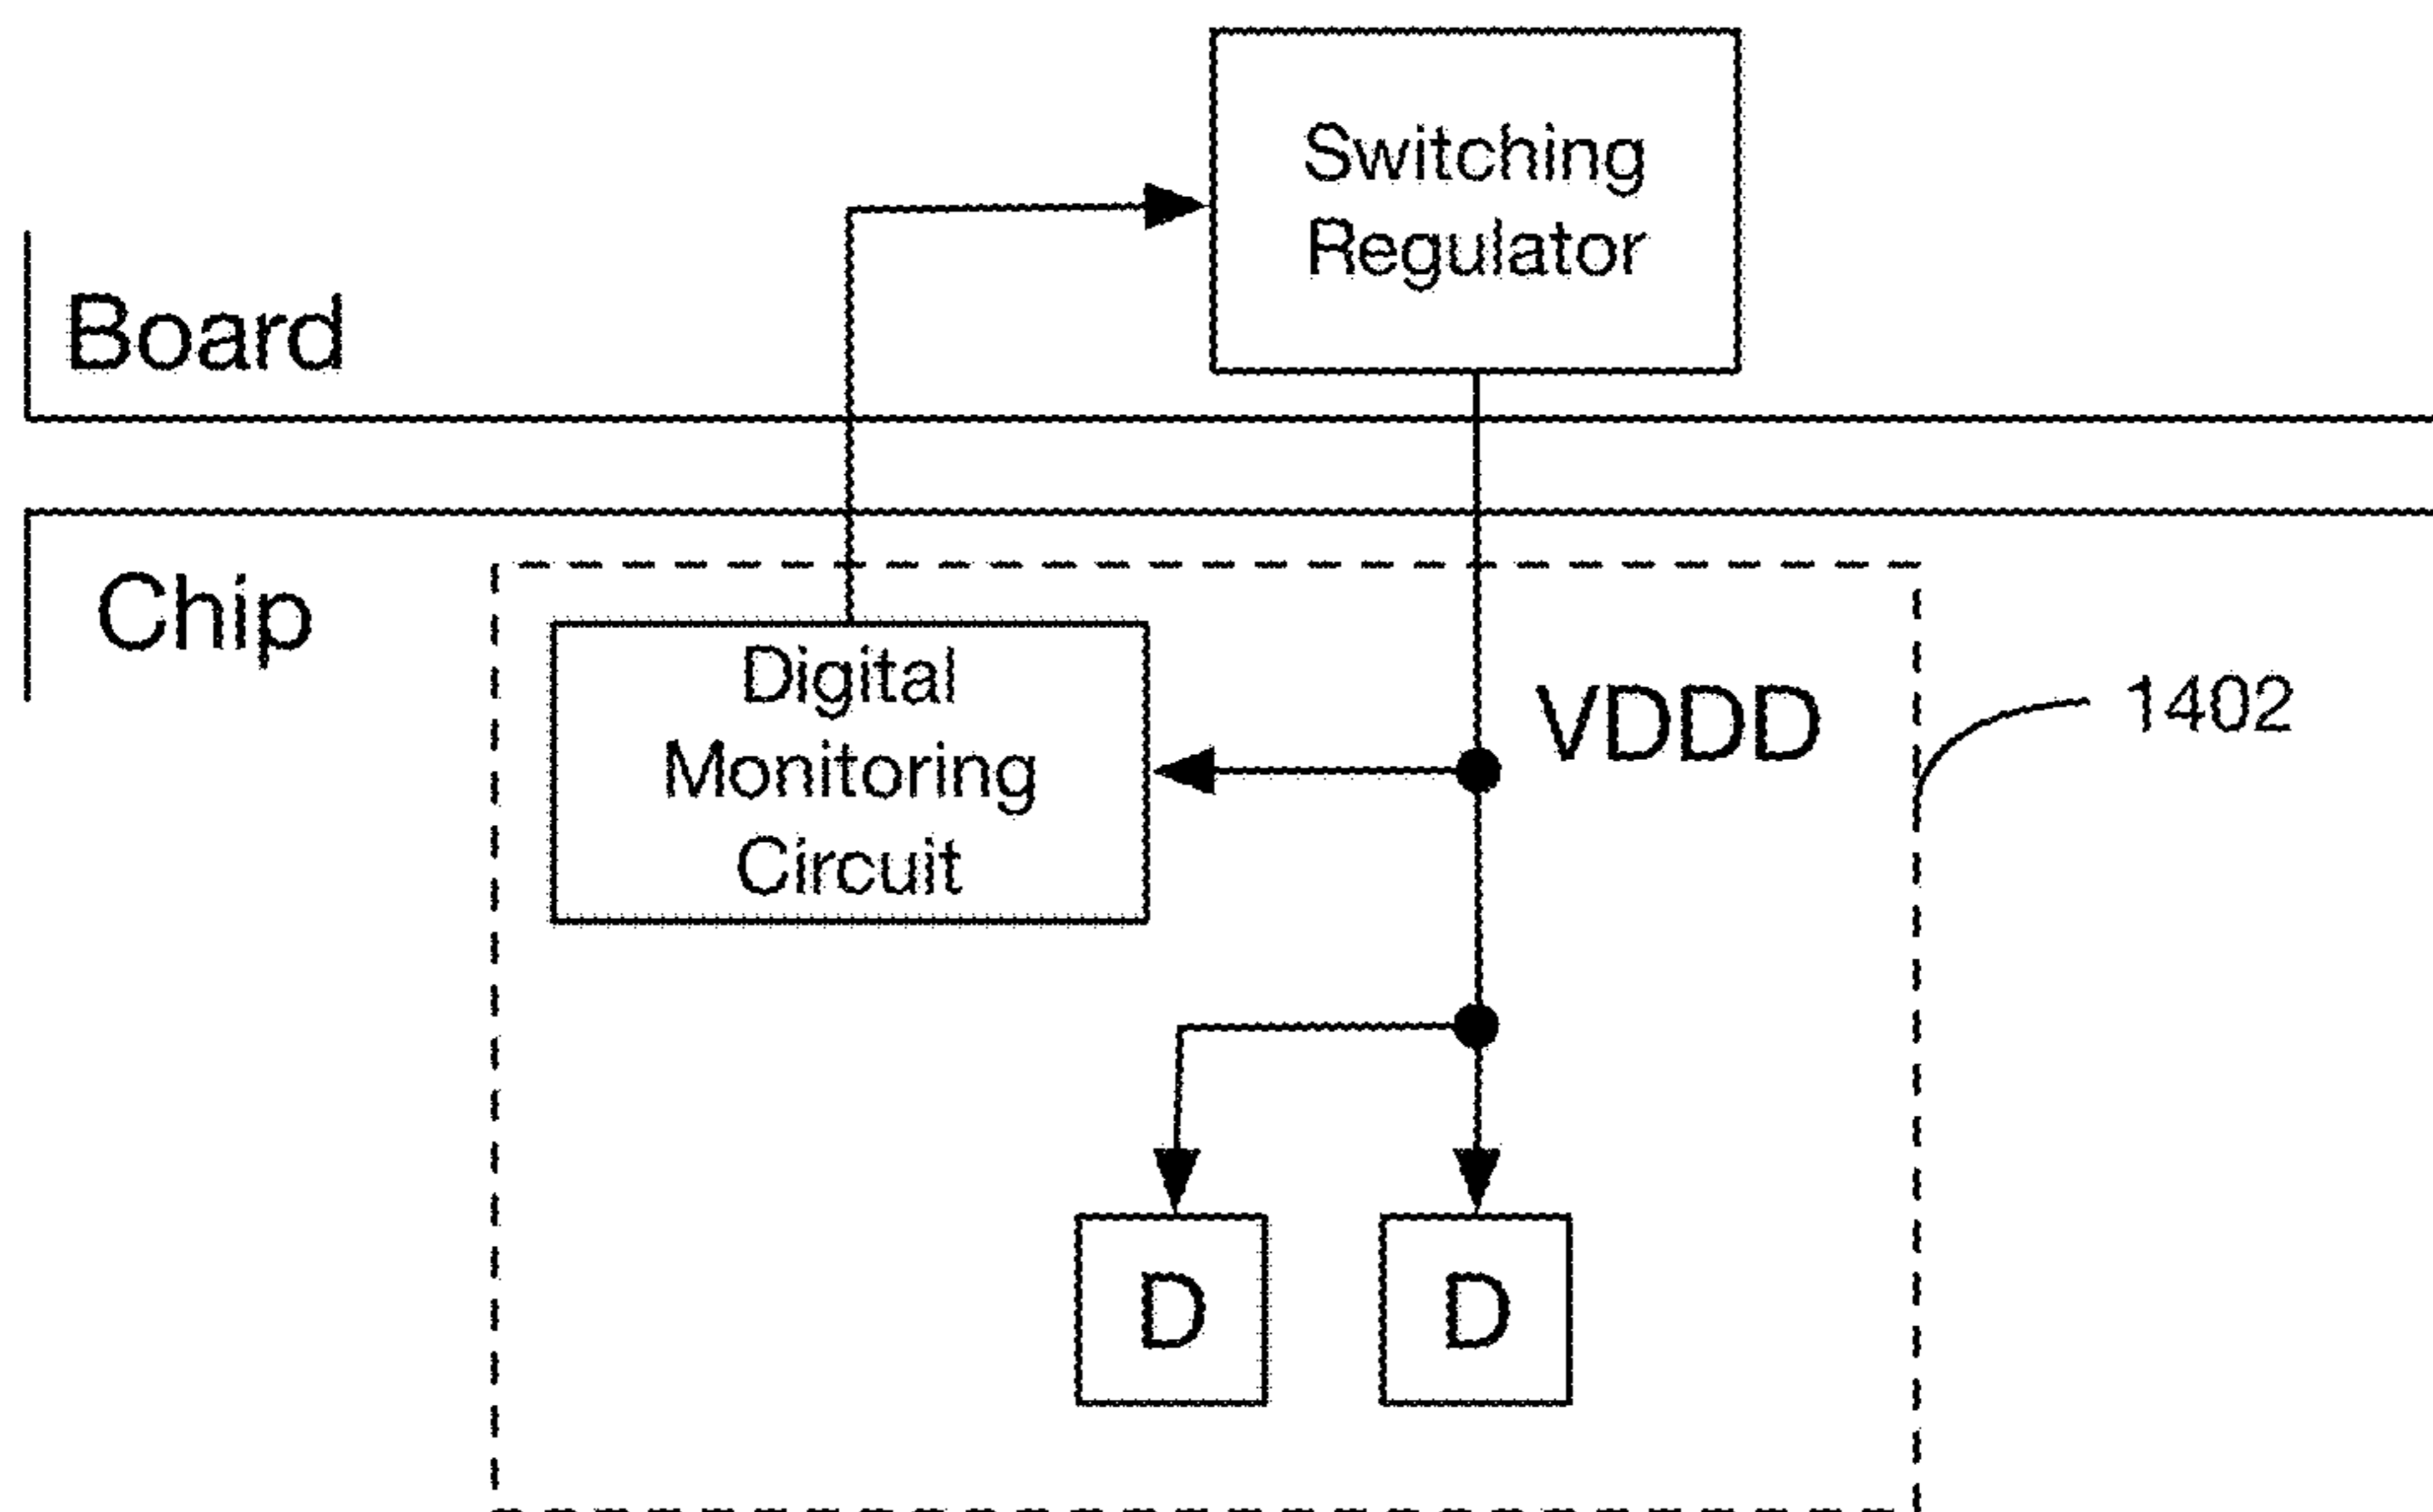 Switching
Regulator
Board
Chip
Digital
Monitoring
Circuit
VDDD
1402
D
D